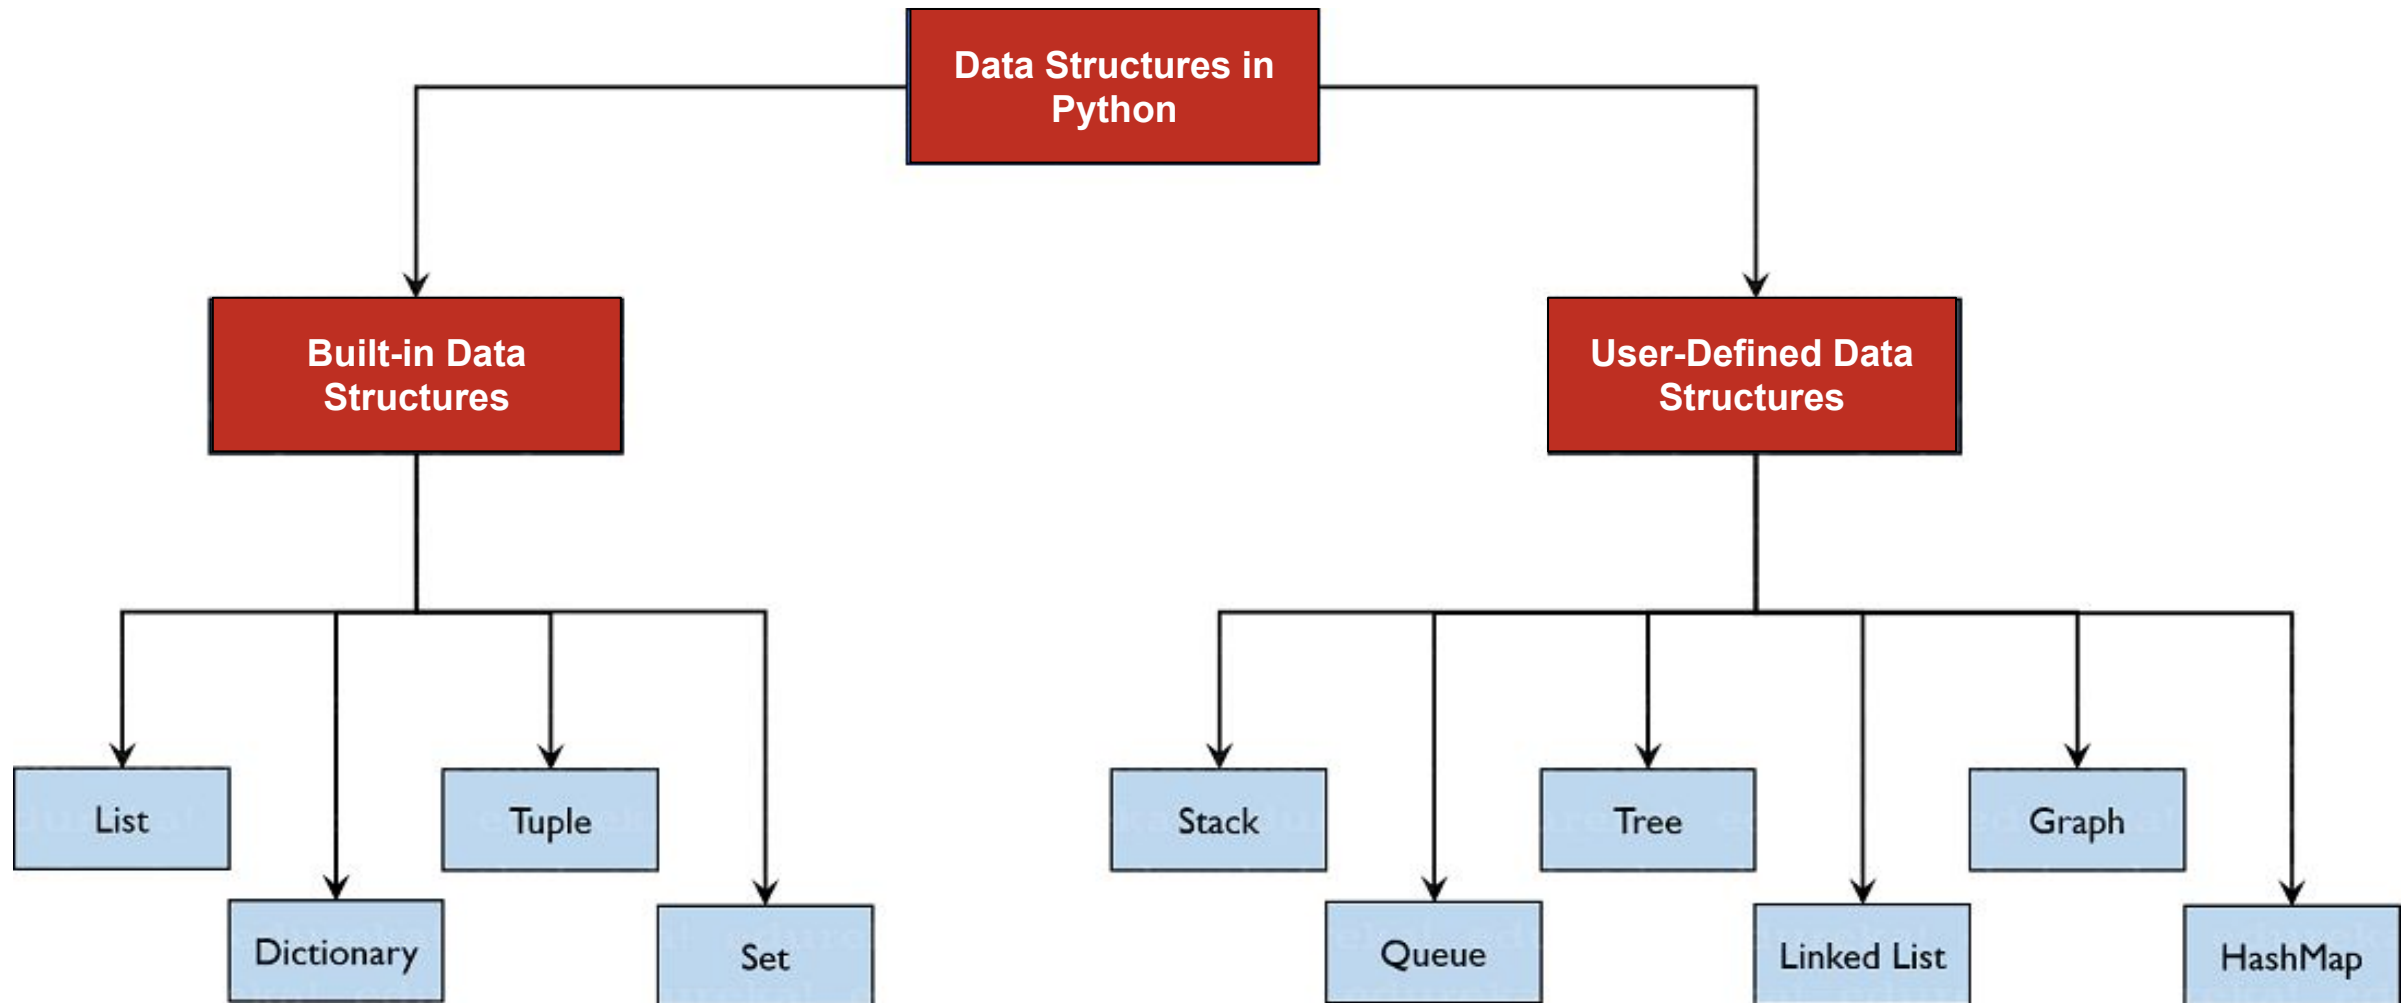 Data Structures in
Python
Built-in Data
Structures
User-Defined Data
Structures
List
Tuple
Stack
Tree
Graph
Dictionary
Set
Queue
Linked List
HashMap